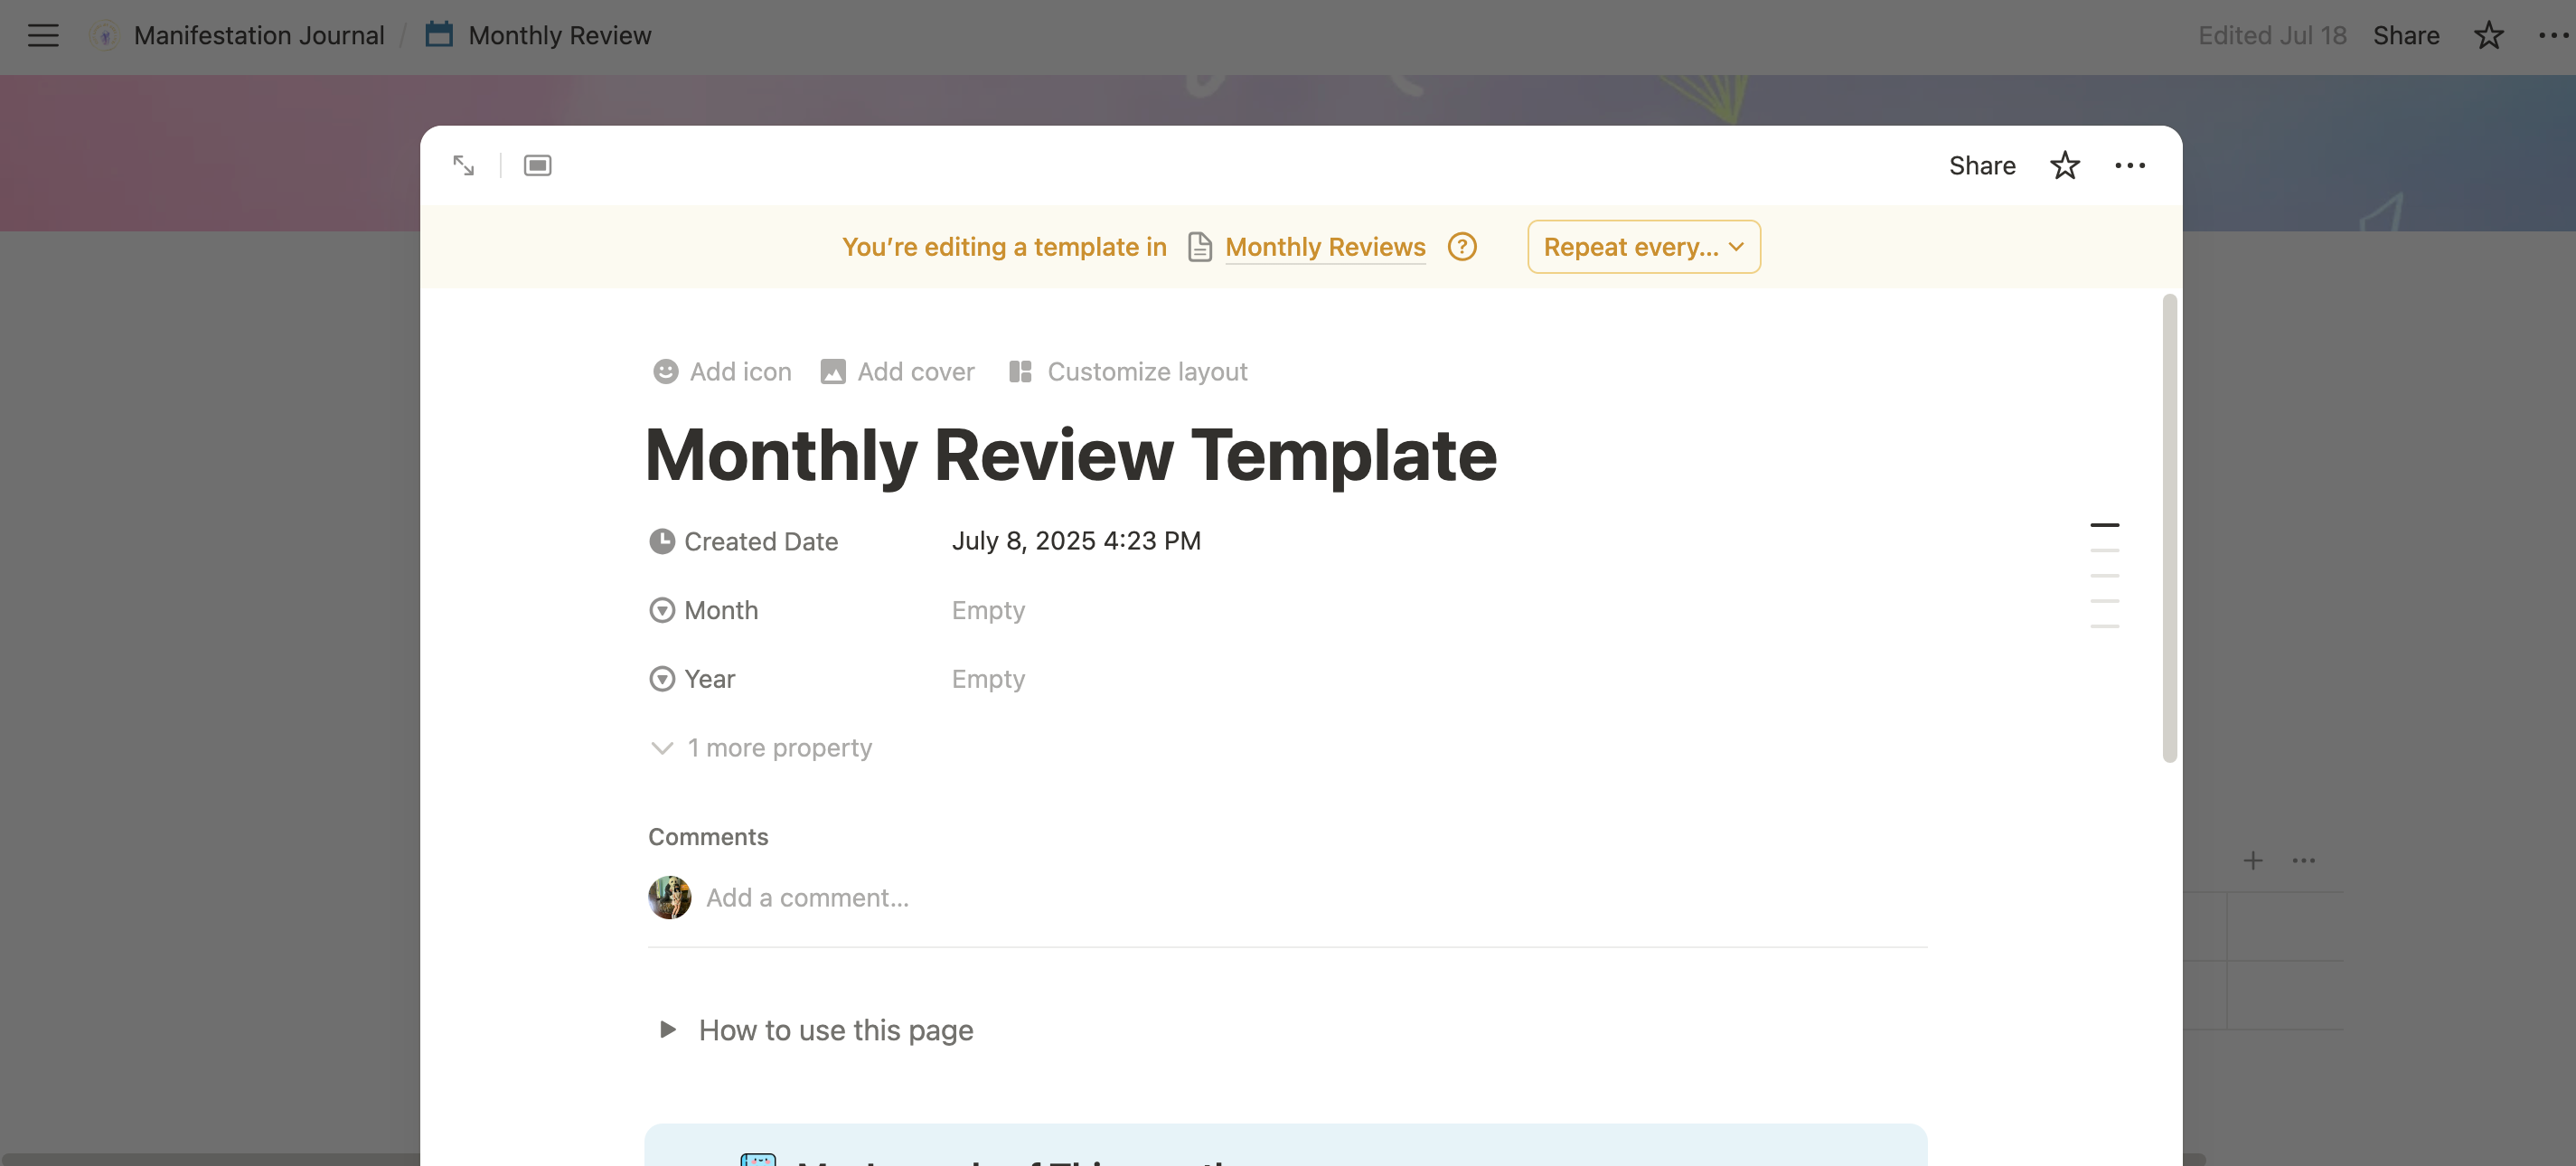 Manifestation Journal / Monthly Review
Edited Jul 18 Share
Share
You’re editing a template in Monthly Reviews ? Repeat every...
Add icon Add cover Customize layout
Monthly Review Template
Created Date July 8, 2025 4:23 PM
Month Empty
Year Empty
1 more property
Comments
Add a comment...
How to use this page